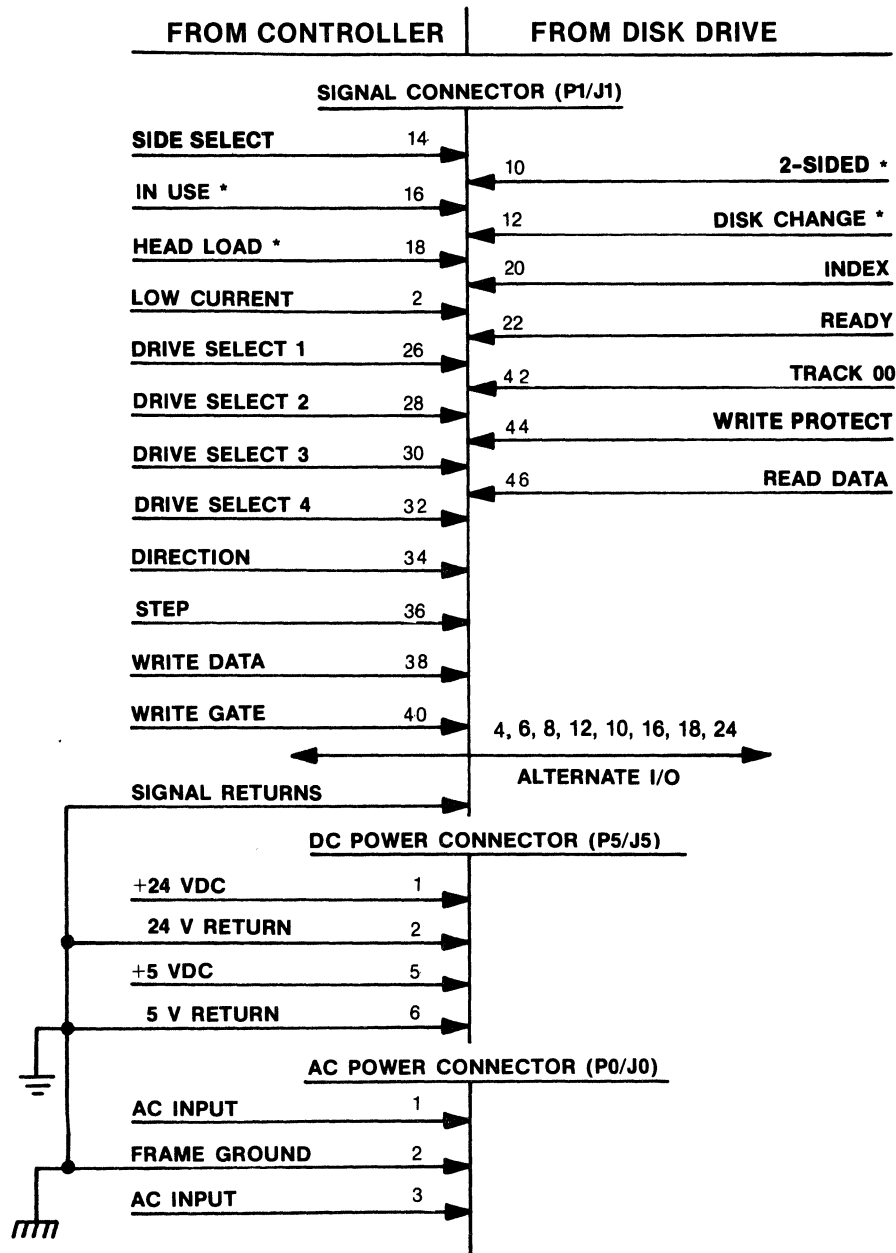 FROM CONTROLLER FROM DISK DRIVE
SIGNAL CONNECTOR (P1/J1)
SIDE SELECT 14
10 2-SIDED *
IN USE * 16
12 DISK CHANGE *
HEAD LOAD * 18
20 INDEX
LOW CURRENT 2
22 READY
DRIVE SELECT 1 26
42 TRACK 00
DRIVE SELECT 2 28
44 WRITE PROTECT
DRIVE SELECT 3 30
46 READ DATA
DRIVE SELECT 4 32
DIRECTION 34
STEP 36
WRITE DATA 38
WRITE GATE 40
4, 6, 8, 12, 10, 16, 18, 24
ALTERNATE I/O
SIGNAL RETURNS
DC POWER CONNECTOR (P5/J5)
+24 VDC 1
24 V RETURN 2
+5 VDC 5
5 V RETURN 6
AC POWER CONNECTOR (P0/J0)
AC INPUT 1
FRAME GROUND 2
AC INPUT 3